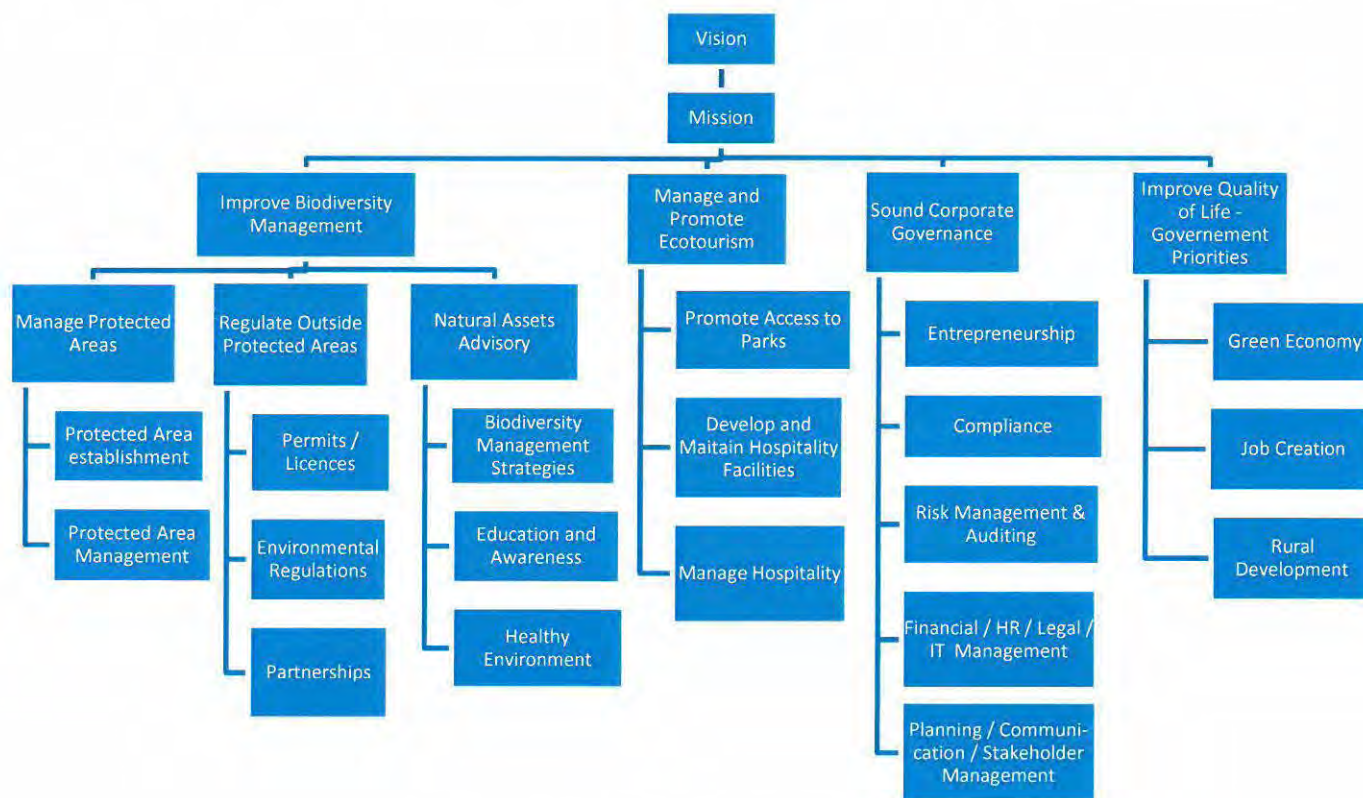 Vision
Mission
Improve Biodiversity
Management
Manage and
Promote
Ecotourism
Sound Corporate
Governance
Improve Quality
of Life -
Governement
Priorities
Manage Protected
Areas
Regulate Outside
Protected Areas
Natural Assets
Advisory
Protected Area
establishment
Protected Area
Management
Permits /
Licences
Environmental
Regulations
Partnerships
Biodiversity
Management
Strategies
Education and
Awareness
Healthy
Environment
Promote Access to
Parks
Develop and
Maitain Hospitality
Facilities
Manage Hospitality
Entrepreneurship
Compliance
Risk Management &
Auditing
Financial / HR / Legal /
IT Management
Planning / Communi-
cation / Stakeholder
Management
Green Economy
Job Creation
Rural
Development